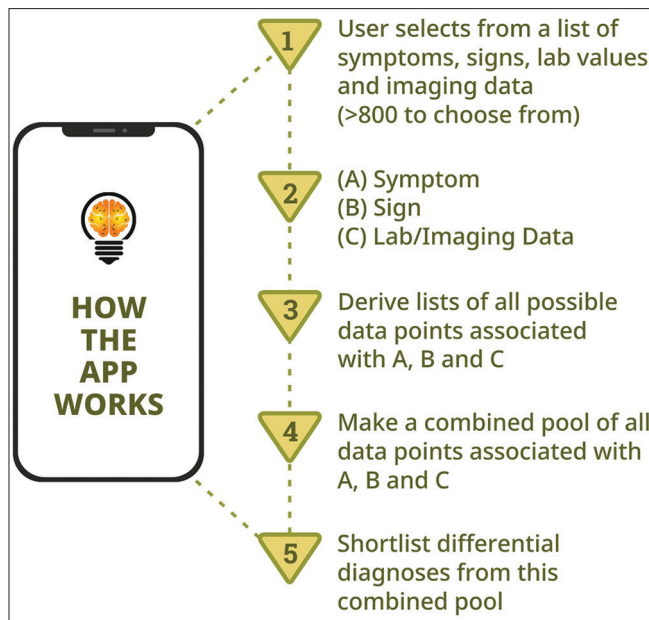 HOW
THE
APP
WORKS
1
User selects from a list of
symptoms, signs, lab values
and imaging data
(>800 to choose from)
2
(A) Symptom
(B) Sign
(C) Lab/Imaging Data
3
Derive lists of all possible
data points associated
with A, B and C
4
Make a combined pool of all
data points associated with
A, B and C
5
Shortlist differential
diagnoses from this
combined pool